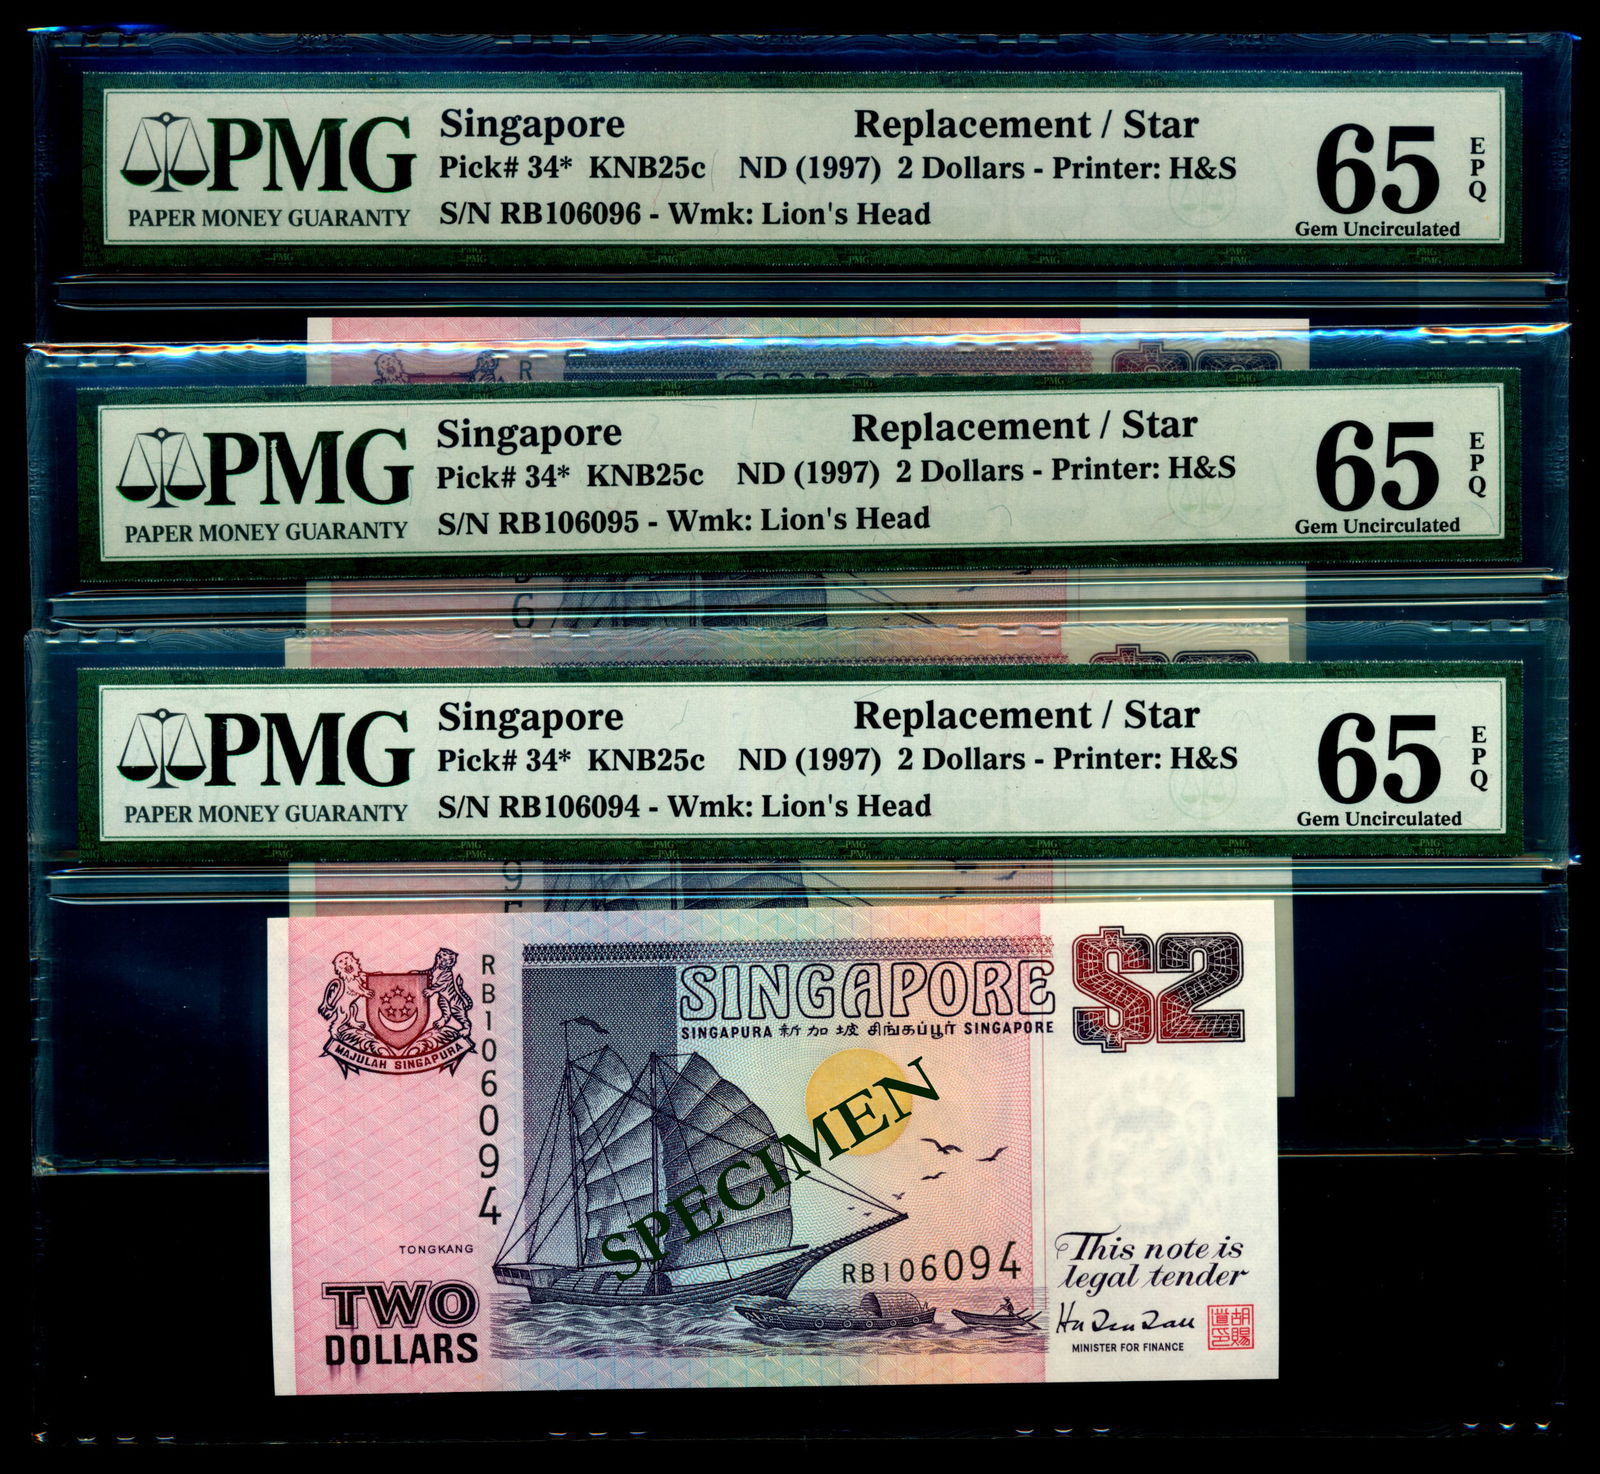 PMG
PAPER MONEY GUARANTY
Singapore
Replacement / Star
Pick# 34* KNB25c ND (1997) 2 Dollars - Printer: H&S
S/N RB106096 - Wmk: Lion's Head
65
EPQ
Gem Uncirculated
R
PMG
PAPER MONEY GUARANTY
Singapore
Replacement / Star
Pick# 34* KNB25c ND (1997) 2 Dollars - Printer: H&S
S/N RB106095 - Wmk: Lion's Head
65
EPQ
Gem Uncirculated
6
PMG
PAPER MONEY GUARANTY
Singapore
Replacement / Star
Pick# 34* KNB25c ND (1997) 2 Dollars - Printer: H&S
S/N RB106094 - Wmk: Lion's Head
65
EPQ
Gem Uncirculated
95
MAJULAH SINGAPURA
RB106094
SINGAPORE
SINGAPURA 新加坡 சிங்கப்பூர் SINGAPORE
$2
SPECIMEN
TONGKANG
TWO
DOLLARS
RB106094
This note is
legal tender
MINISTER FOR FINANCE